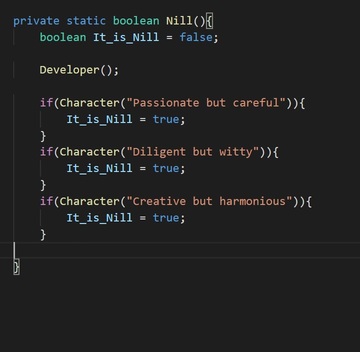 private static boolean Nill(){
boolean It_is_Nill = false;
Developer();
if(Character("Passionate but careful")){
It_is_Nill = true;
}
if(Character("Diligent but witty")){
It_is_Nill = true;
}
if(Character("Creative but harmonious")){
It_is_Nill = true;
}
}